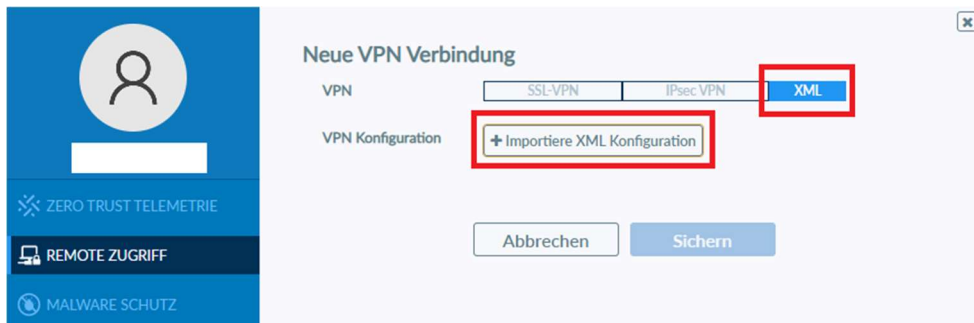 Neue VPN Verbindung
VPN
SSL-VPN
IPsec VPN
XML
VPN Konfiguration
+ Importiere XML Konfiguration
Abbrechen
Sichern
ZERO TRUST TELEMETRIE
REMOTE ZUGRIFF
MALWARE SCHUTZ